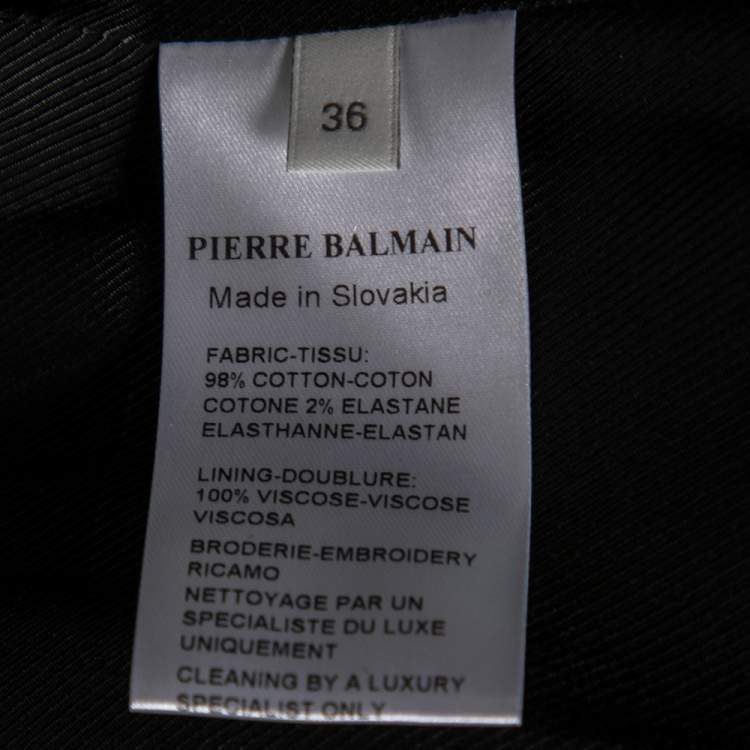 36
PIERRE BALMAIN
Made in Slovakia
FABRIC-TISSU:
98% COTTON-COTON
COTONE 2% ELASTANE
ELASTHANNE-ELASTAN
LINING-DOUBLURE:
100% VISCOSE-VISCOSE
VISCOSA
BRODERIE-EMBROIDERY
RICAMO
NETTOYAGE PAR UN
SPECIALISTE DU LUXE
UNIQUEMENT
CLEANING BY A LUXURY
SPECIALIST ONLY